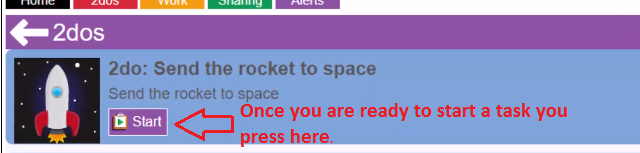 Home 2dos Work Sharing Alerts
2dos
2do: Send the rocket to space
Send the rocket to space
Start
Once you are ready to start a task you
press here.